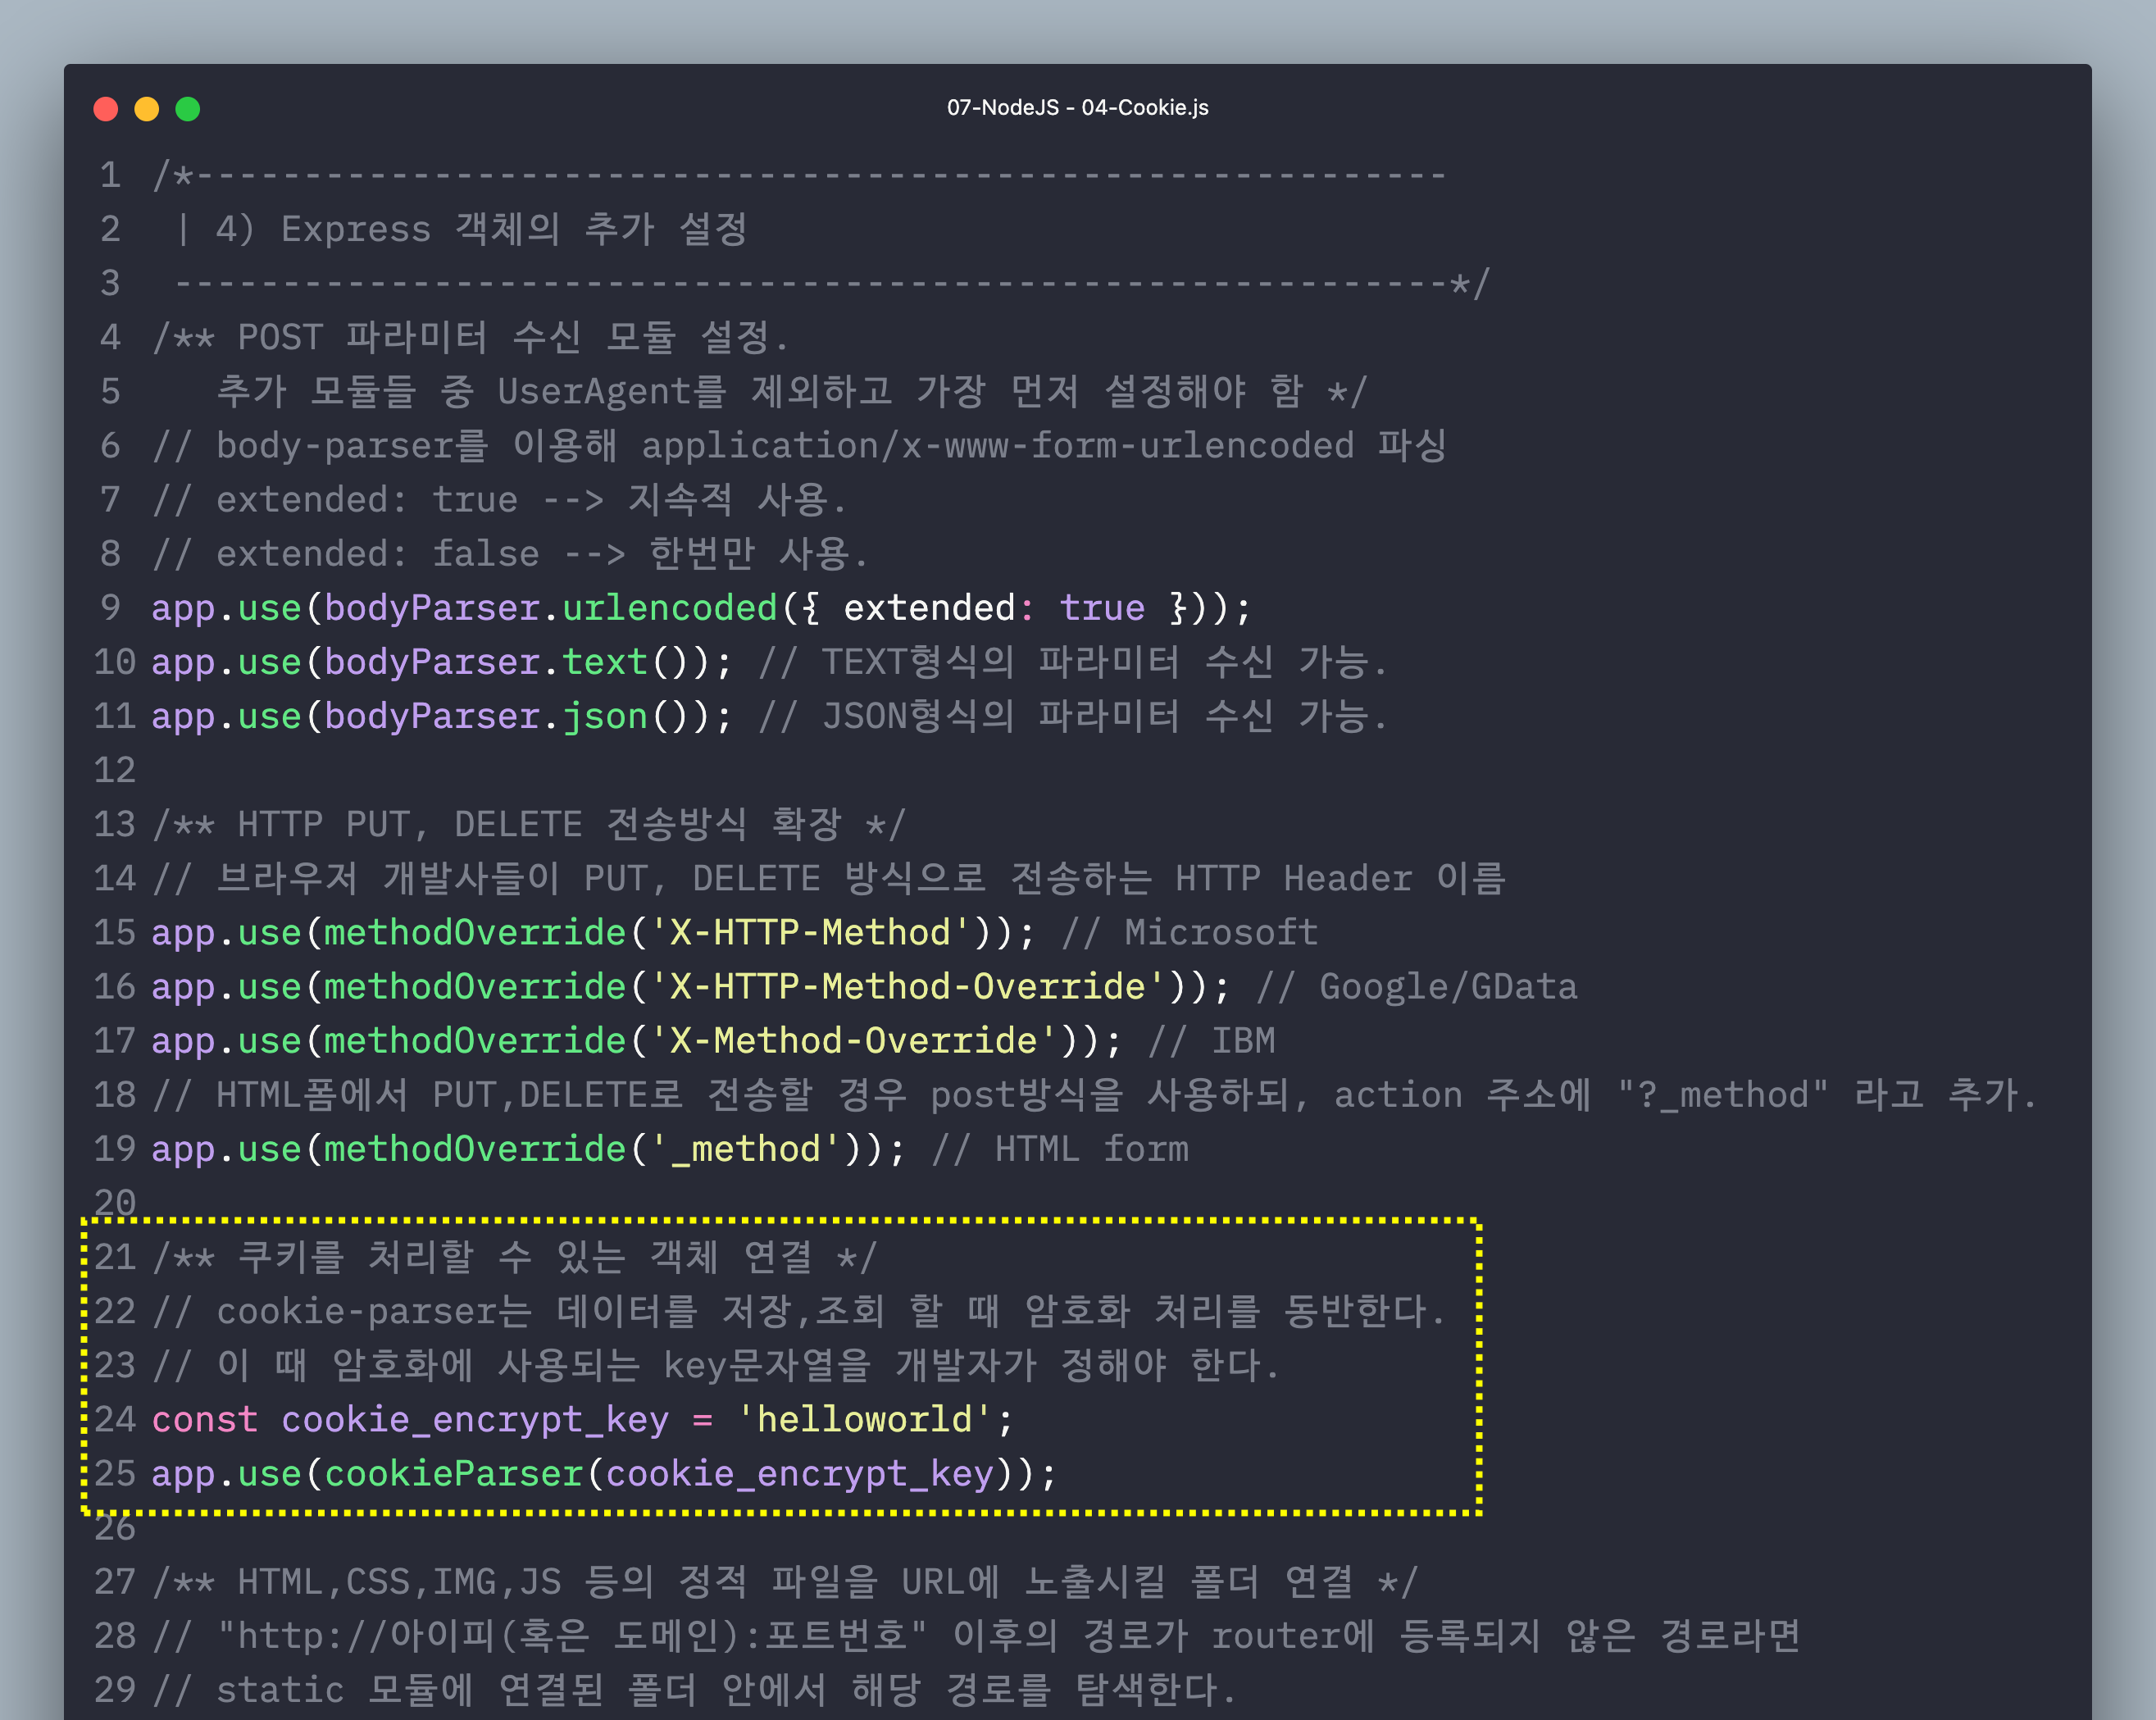 07-NodeJS - 04-Cookie.js
1 /*----------------------------------------------------------
2  | 4) Express 객체의 추가 설정
3  -----------------------------------------------------------*/
4 /** POST 파라미터 수신 모듈 설정.
5    추가 모듈들 중 UserAgent를 제외하고 가장 먼저 설정해야 함 */
6 // body-parser를 이용해 application/x-www-form-urlencoded 파싱
7 // extended: true --> 지속적 사용.
8 // extended: false --> 한번만 사용.
9 app.use(bodyParser.urlencoded({ extended: true }));
10 app.use(bodyParser.text()); // TEXT형식의 파라미터 수신 가능.
11 app.use(bodyParser.json()); // JSON형식의 파라미터 수신 가능.
12
13 /** HTTP PUT, DELETE 전송방식 확장 */
14 // 브라우저 개발사들이 PUT, DELETE 방식으로 전송하는 HTTP Header 이름
15 app.use(methodOverride('X-HTTP-Method')); // Microsoft
16 app.use(methodOverride('X-HTTP-Method-Override')); // Google/GData
17 app.use(methodOverride('X-Method-Override')); // IBM
18 // HTML폼에서 PUT,DELETE로 전송할 경우 post방식을 사용하되, action 주소에 "?_method" 라고 추가.
19 app.use(methodOverride('_method')); // HTML form
20
21 /** 쿠키를 처리할 수 있는 객체 연결 */
22 // cookie-parser는 데이터를 저장,조회 할 때 암호화 처리를 동반한다.
23 // 이 때 암호화에 사용되는 key문자열을 개발자가 정해야 한다.
24 const cookie_encrypt_key = 'helloworld';
25 app.use(cookieParser(cookie_encrypt_key));
26
27 /** HTML,CSS,IMG,JS 등의 정적 파일을 URL에 노출시킬 폴더 연결 */
28 // "http://아이피(혹은 도메인):포트번호" 이후의 경로가 router에 등록되지 않은 경로라면
29 // static 모듈에 연결된 폴더 안에서 해당 경로를 탐색한다.